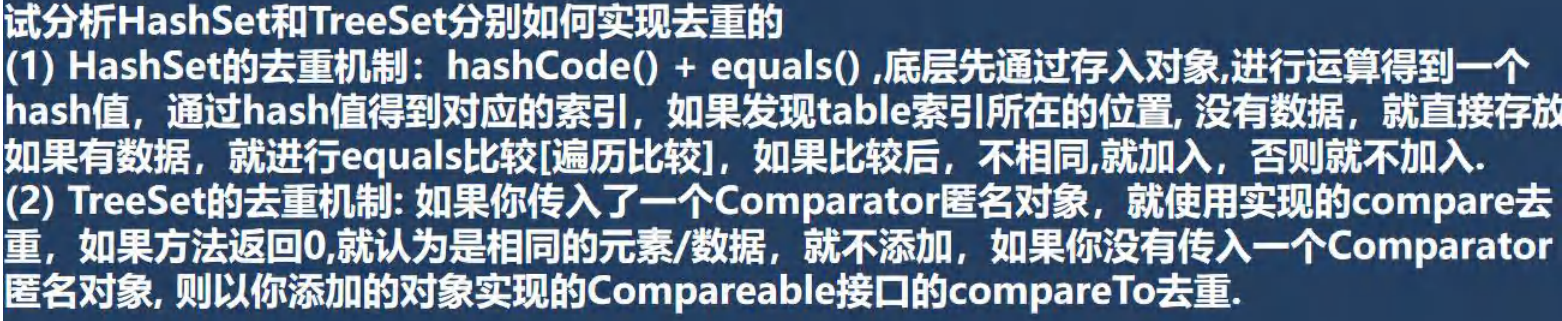 试分析HashSet和TreeSet分别如何实现去重的
(1) HashSet的去重机制：hashCode() + equals() ,底层先通过存入对象,进行运算得到一个
hash值，通过hash值得到对应的索引，如果发现table索引所在的位置, 没有数据，就直接存放
如果有数据，就进行equals比较[遍历比较]，如果比较后，不相同,就加入，否则就不加入.
(2) TreeSet的去重机制: 如果你传入了一个Comparator匿名对象，就使用实现的compare去
重，如果方法返回0,就认为是相同的元素/数据，就不添加，如果你没有传入一个Comparator
匿名对象, 则以你添加的对象实现的Compareable接口的compareTo去重.